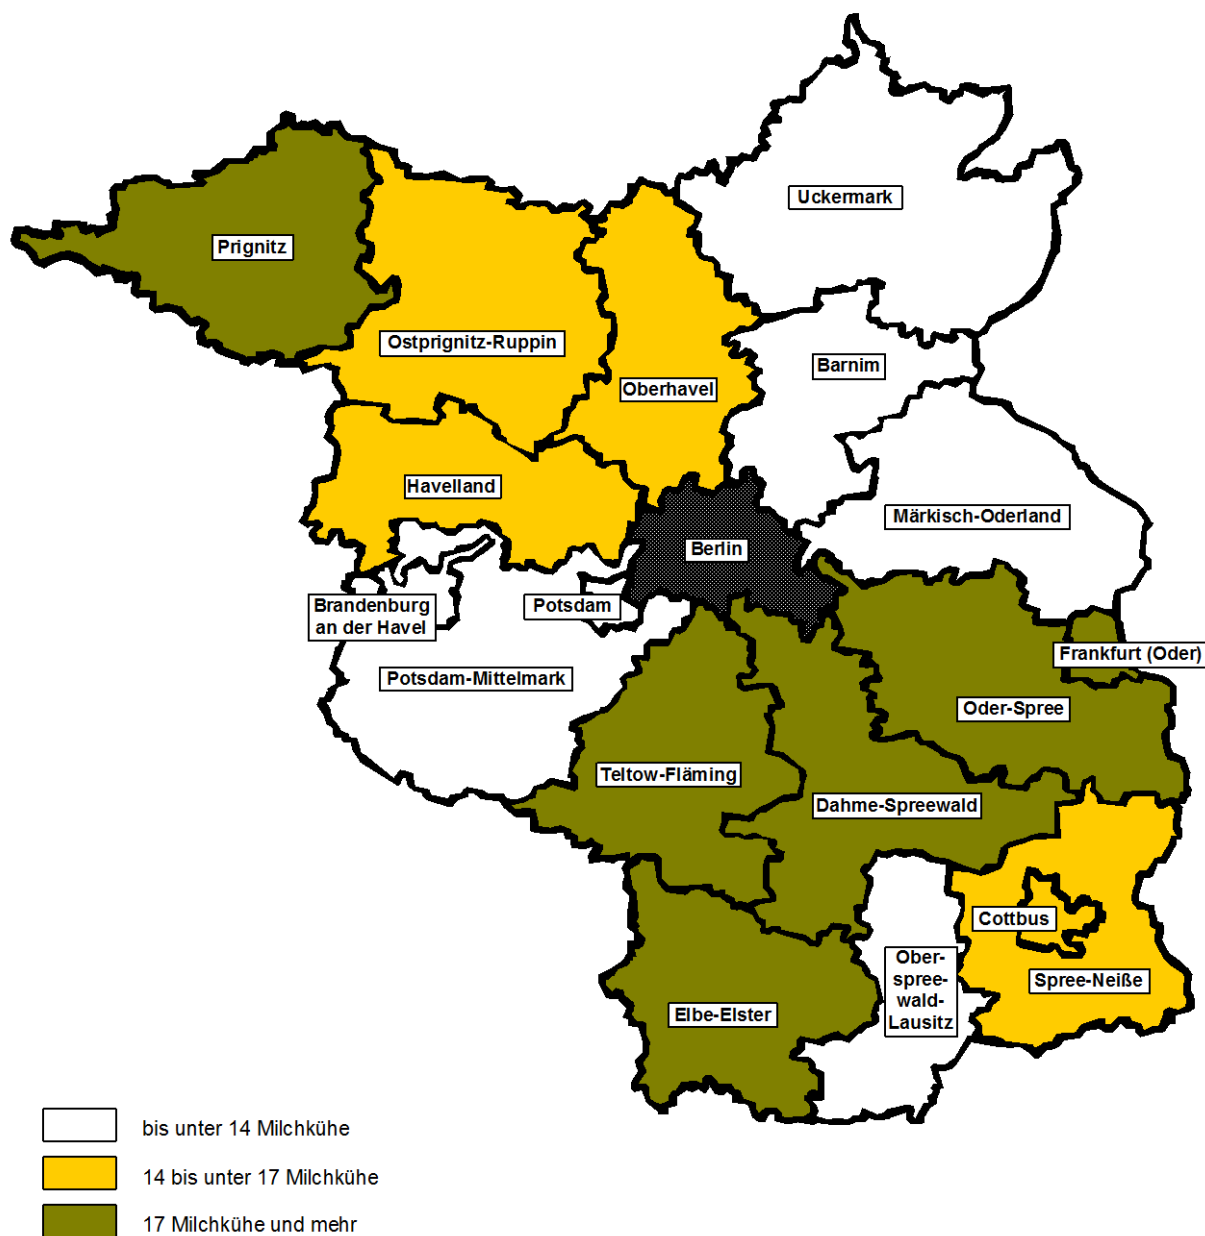 Uckermark
Prignitz
Ostprignitz-Ruppin
Barnim
Oberhavel
Havelland
Märkisch-Oderland
Berlin
Brandenburg
an der Havel
Potsdam
Frankfurt (Oder)
Potsdam-Mittelmark
Oder-Spree
Teltow-Fläming
Dahme-Spreewald
Cottbus
Ober-
spree-
wald-
Lausitz
Spree-Neiße
Elbe-Elster
bis unter 14 Milchkühe
14 bis unter 17 Milchkühe
17 Milchkühe und mehr